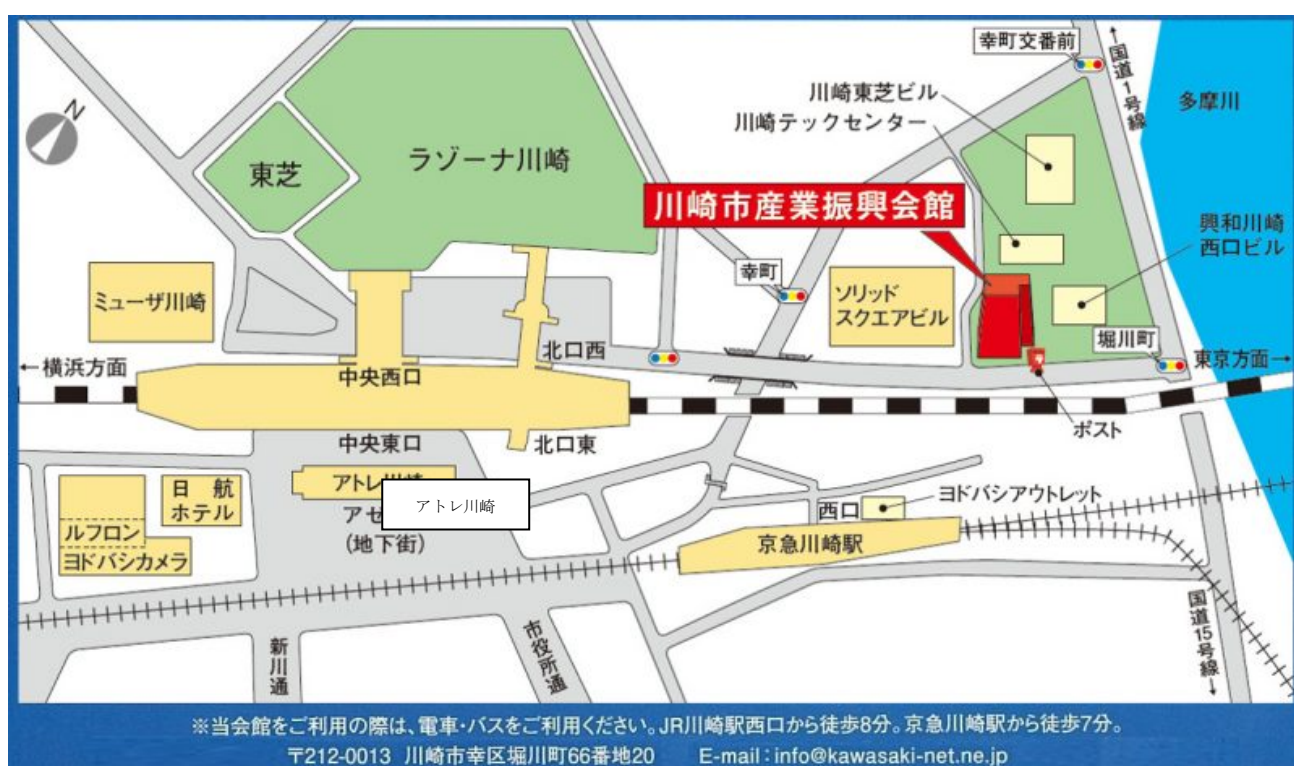 幸町交番前
↑国道1号線
多摩川
N
川崎東芝ビル
川崎テックセンター
東芝
ラゾーナ川崎
川崎市産業振興会館
興和川崎
西口ビル
幸町
ミューザ川崎
ソリッド
スクエアビル
堀川町
←横浜方面
北口西
東京方面→
中央西口
中央東口
北口東
ポスト
アトレ川崎
アトレ川崎
アゼ
(地下街)
日航
ホテル
ルフロン
ヨドバシカメラ
西口
ヨドバシアウトレット
京急川崎駅
国道15号線↓
新川通
市役所通
※当会館をご利用の際は、電車・バスをご利用ください。JR川崎駅西口から徒歩8分。京急川崎駅から徒歩7分。
〒212-0013 川崎市幸区堀川町66番地20 E-mail:info@kawasaki-net.ne.jp